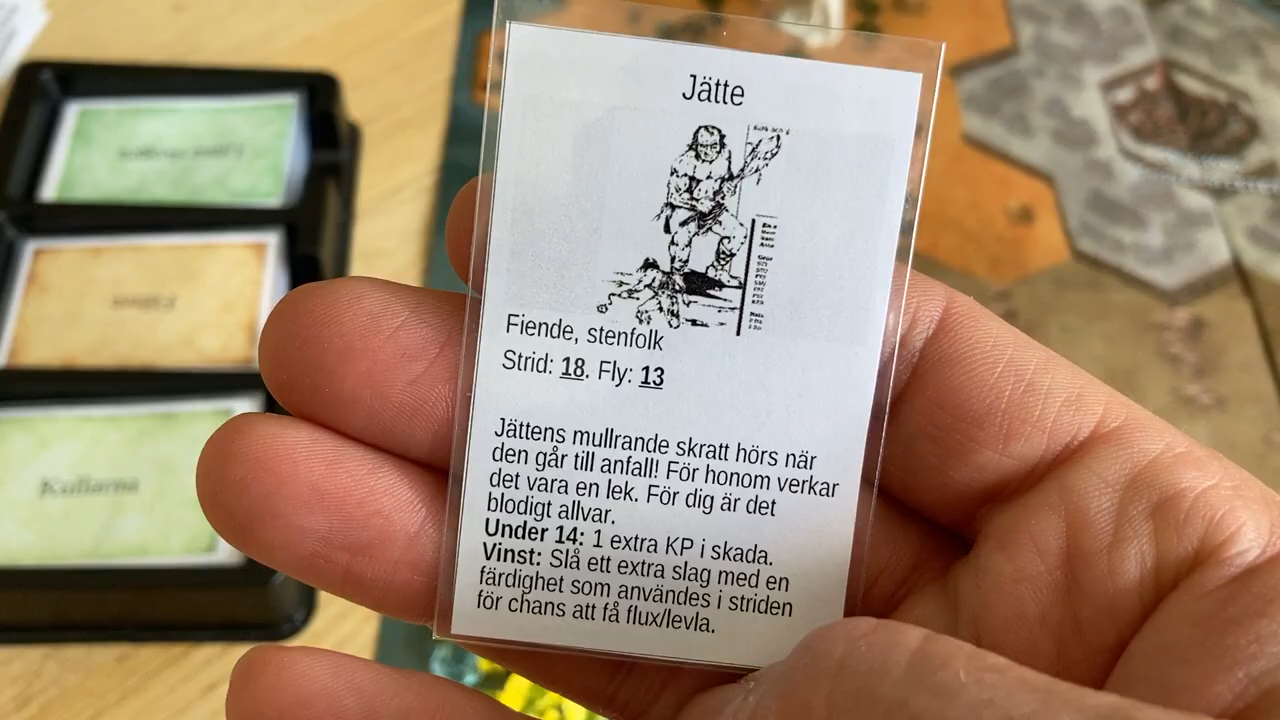 Jätte
Fiende, stenfolk
Strid: 18. Fly: 13
Jättens mullrande skratt hörs när
den går till anfall! För honom verkar
det vara en lek. För dig är det
blodigt allvar.
Under 14: 1 extra KP i skada.
Vinst: Slå ett extra slag med en
färdighet som användes i striden
för chans att få flux/levla.
Kullarna